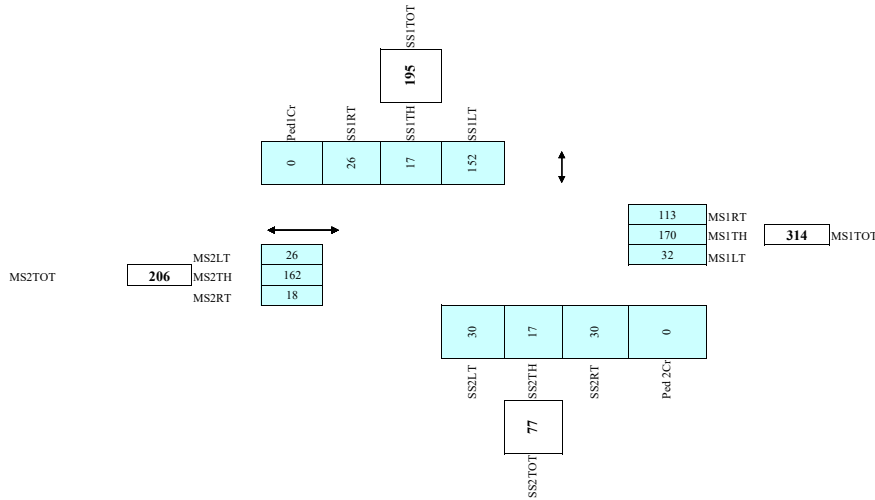 SS1TOT
195
Ped1Cr
SS1RT
SS1TH
SS1LT
0
26
17
152
113 MS1RT
170 MS1TH 314 MS1TOT
32 MS1LT
MS2LT 26
MS2TOT 206 MS2TH 162
MS2RT 18
30
17
30
0
SS2LT
SS2TH
SS2RT
Ped 2Cr
77
SS2TOT